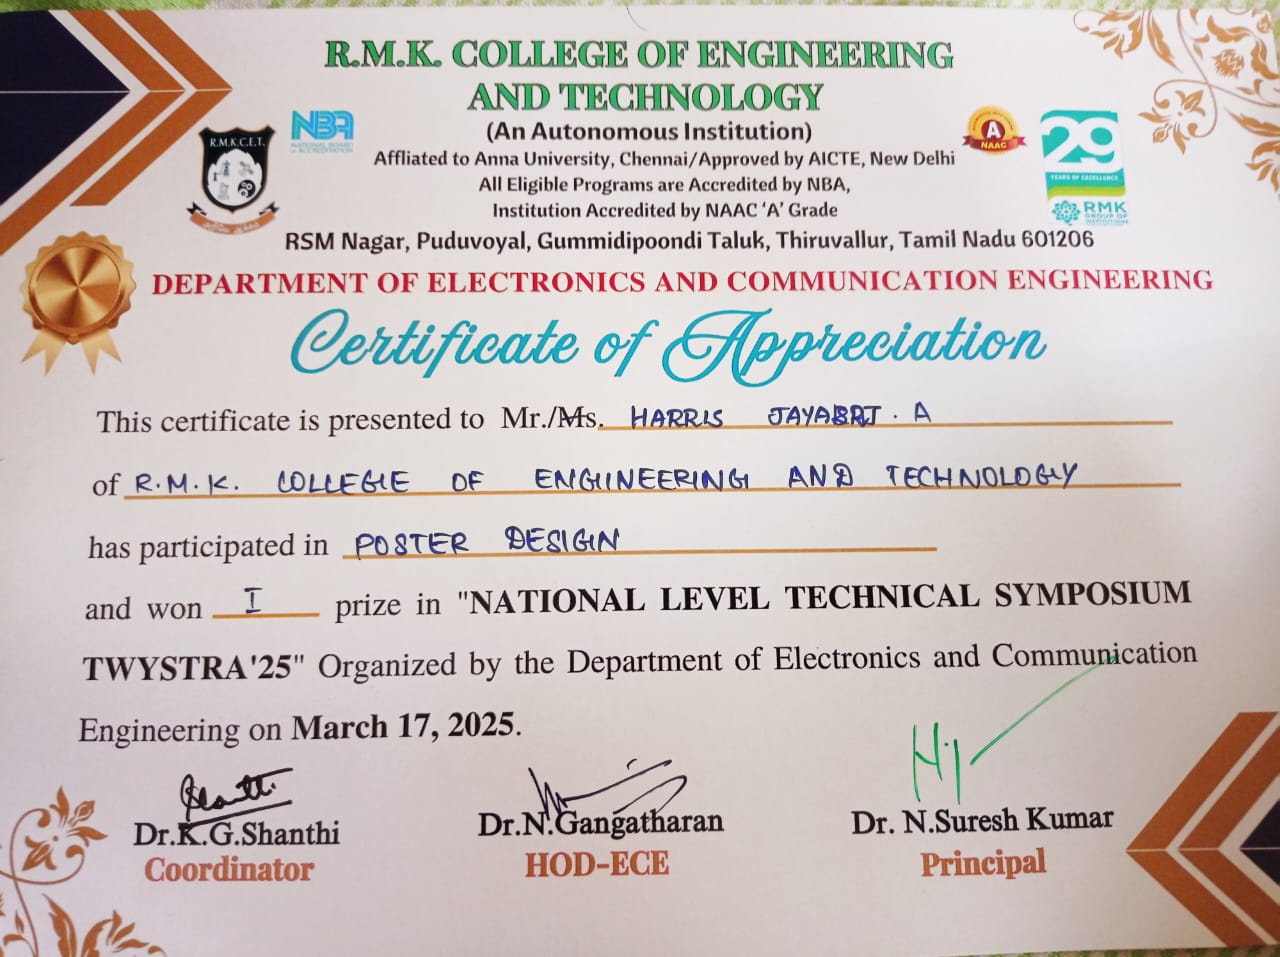 R.M.K. COLLEGE OF ENGINEERING
AND TECHNOLOGY
(An Autonomous Institution)
Affliated to Anna University, Chennai/Approved by AICTE, New Delhi
All Eligible Programs are Accredited by NBA,
Institution Accredited by NAAC ‘A’ Grade
RSM Nagar, Puduvoyal, Gummidipoondi Taluk, Thiruvallur, Tamil Nadu 601206
R.M.K.C.E.T.
NBA
NATIONAL BOARD
of ACCREDITATION
A
NAAC
29
YEARS OF EXCELLENCE
RMK
GROUP OF
INSTITUTIONS
DEPARTMENT OF ELECTRONICS AND COMMUNICATION ENGINEERING
Certificate of Appreciation
This certificate is presented to Mr./Ms. HARRIS A
of R.M.K. COLLEGE OF ENGINEERING AND TECHNOLOGY
has participated in POSTER DESIGN
and won I prize in "NATIONAL LEVEL TECHNICAL SYMPOSIUM
TWYSTRA'25" Organized by the Department of Electronics and Communication
Engineering on March 17, 2025.
Dr.K.G.Shanthi
Coordinator
Dr.N.Gangatharan
HOD-ECE
Dr. N.Suresh Kumar
Principal